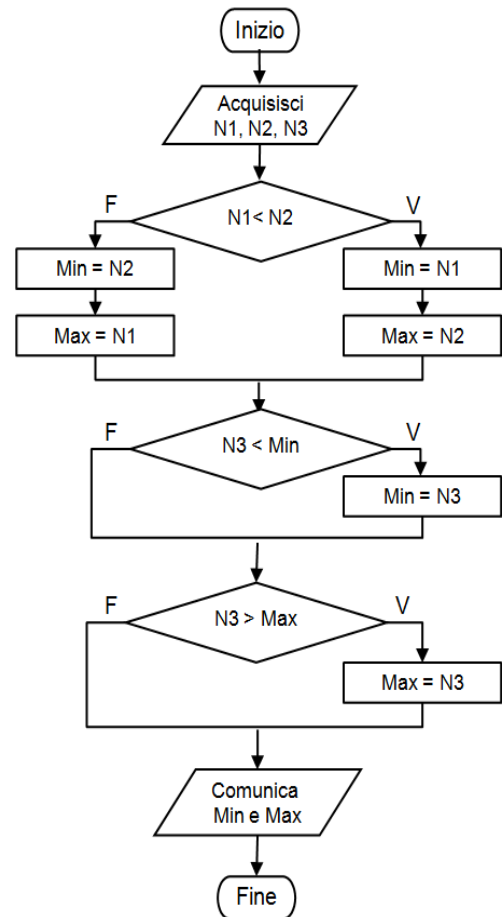 Inizio
Acquisisci
N1, N2, N3
F
N1< N2
V
Min = N2
Min = N1
Max = N1
Max = N2
F
N3 < Min
V
Min = N3
F
N3 > Max
V
Max = N3
Comunica
Min e Max
Fine